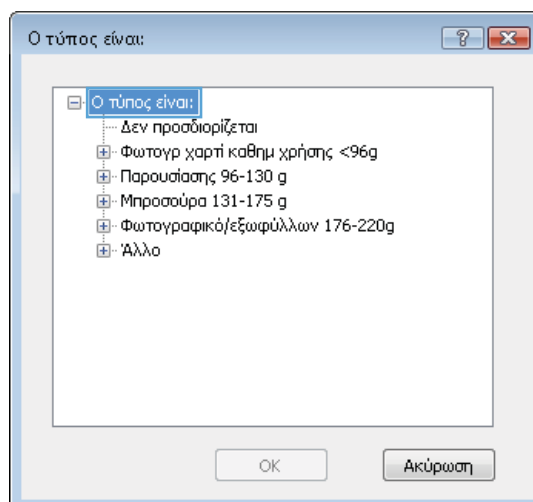 Ο τύπος είναι:
Ο τύπος είναι:
Δεν προσδιορίζεται
Φωτογρ χαρτί καθημ χρήσης <96g
Παρουσίασης 96-130 g
Μπροσούρα 131-175 g
Φωτογραφικό/εξωφύλλων 176-220g
Άλλο
OK Ακύρωση